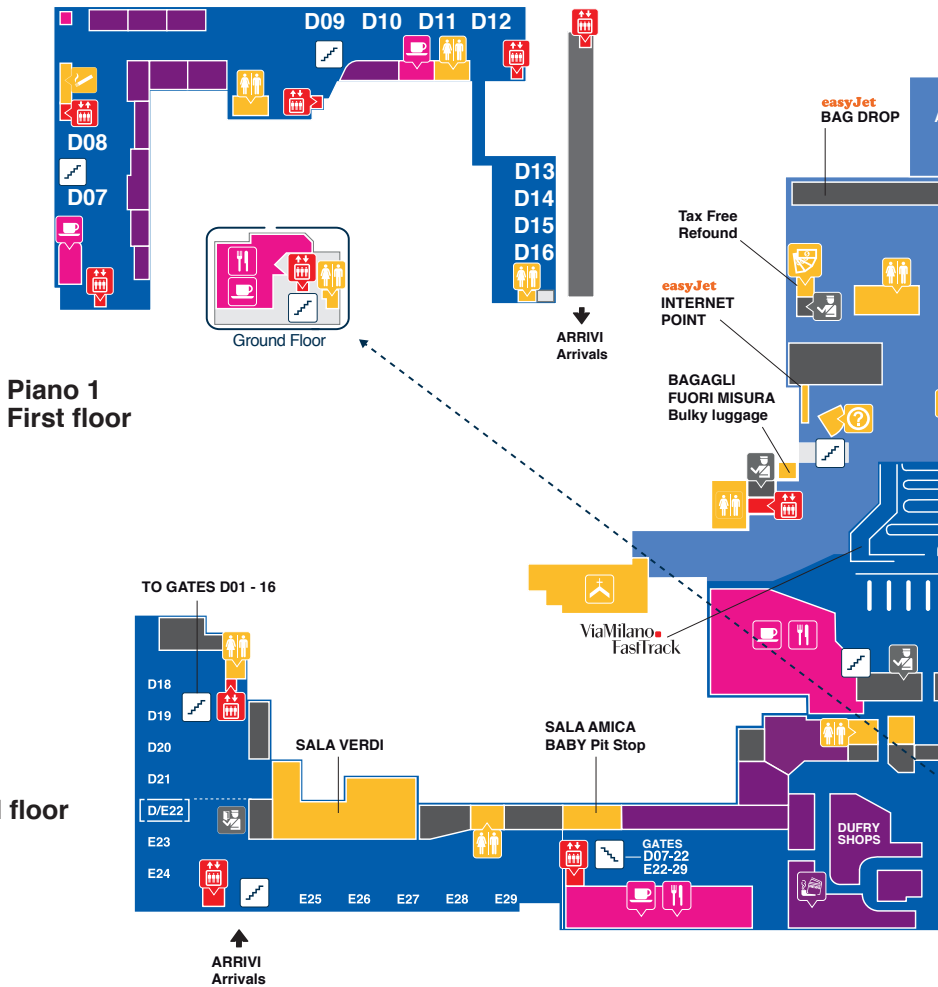 D09
D10
D11
D12
D08
D07
D13
D14
D15
D16
Ground Floor
ARRIVI
Arrivals
Piano 1
First floor
easyJet
BAG DROP
Tax Free
Refound
easyJet
INTERNET
POINT
BAGAGLI
FUORI MISURA
Bulky luggage
ViaMilano
FastTrack
TO GATES D01 - 16
D18
D19
D20
D21
D/E22
E23
E24
SALA VERDI
SALA AMICA
BABY Pit Stop
floor
GATES
D07-22
E22-29
DUFRY
SHOPS
E25
E26
E27
E28
E29
ARRIVI
Arrivals